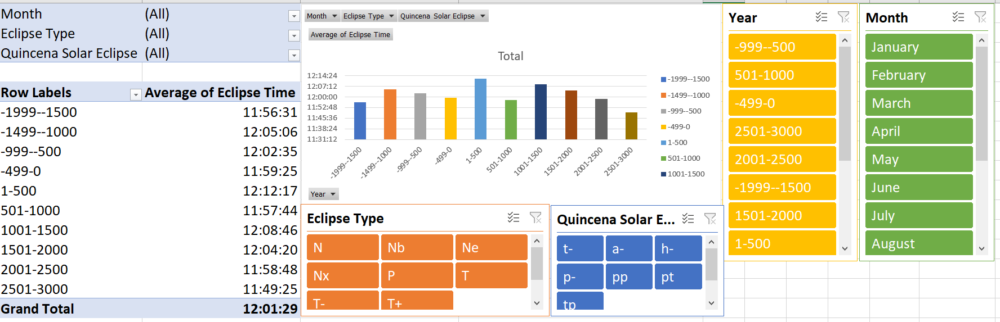 Month (All)
Eclipse Type (All)
Quincena Solar Eclipse (All)
Row Labels Average of Eclipse Time
-1999--1500 11:56:31
-1499--1000 12:05:06
-999--500 12:02:35
-499-0 11:59:25
1-500 12:12:17
501-1000 11:57:44
1001-1500 12:08:46
1501-2000 12:04:20
2001-2500 11:58:48
2501-3000 11:49:25
Grand Total 12:01:29
Month Eclipse Type Quincena Solar Eclipse
Average of Eclipse Time
Total
12:14:24
12:07:12
12:00:00
11:52:48
11:45:36
11:38:24
11:31:12
-1999--1500
-1499--1000
-999--500
-499-0
1-500
501-1000
1001-1500
1501-2000
2001-2500
2501-3000
-1999--1500
-1499--1000
-999--500
-499-0
1-500
501-1000
1001-1500
Year
Eclipse Type
N Nb Ne
Nx P T
T- T+
Quincena Solar E...
t- a- h-
p- pp pt
tp
Year
-999--500
501-1000
-499-0
2501-3000
2001-2500
-1999--1500
1501-2000
1-500
Month
January
February
March
April
May
June
July
August